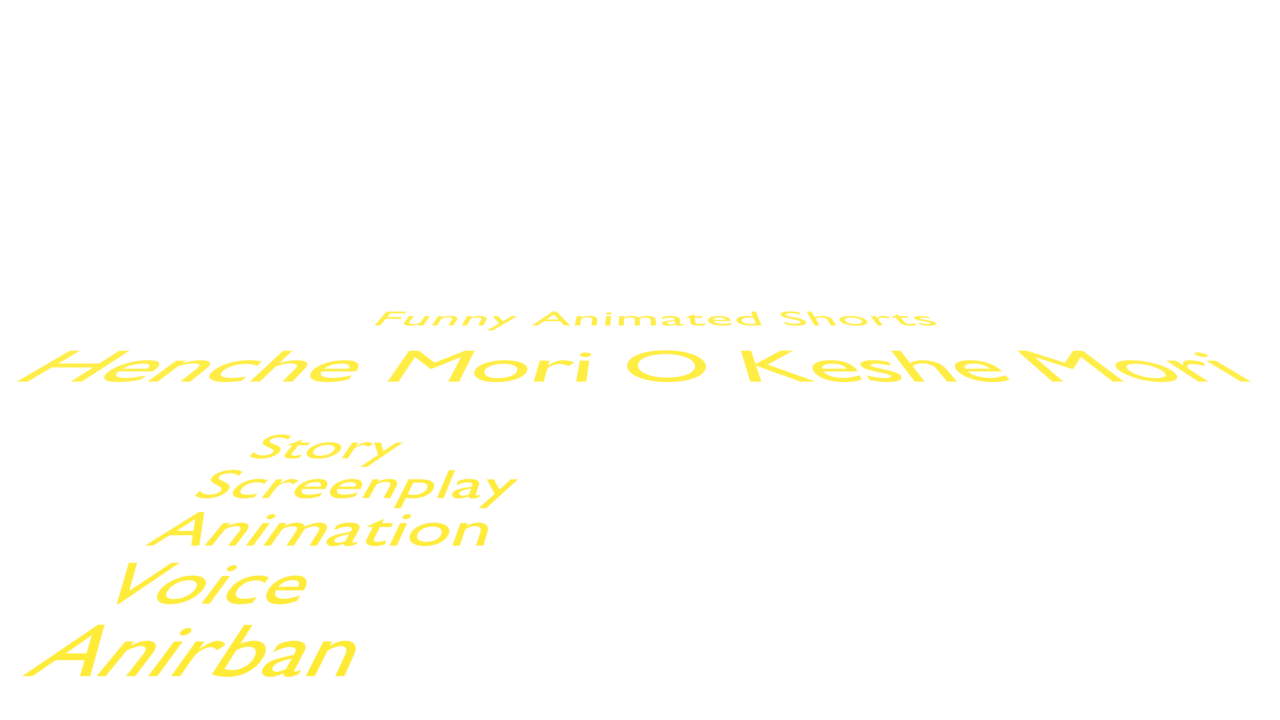 Funny Animated Shorts
Henche Mori O Keshe Mori
Story
Screenplay
Animation
Voice
Anirban